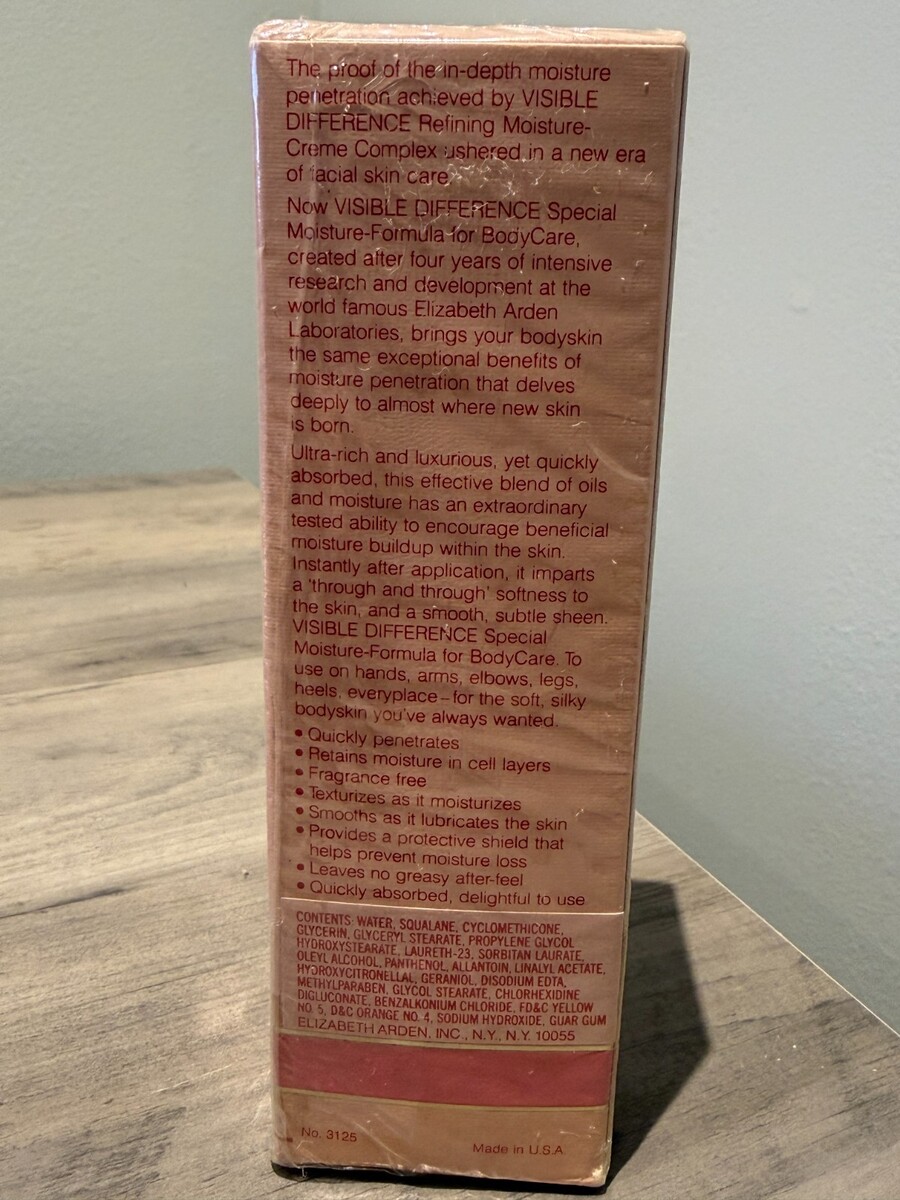 The proof of the in-depth moisture
penetration achieved by VISIBLE
DIFFERENCE Refining Moisture-
Creme Complex ushered in a new era
of facial skin care.
Now VISIBLE DIFFERENCE Special
Moisture-Formula for BodyCare,
created after four years of intensive
research and development at the
world famous Elizabeth Arden
Laboratories, brings your bodyskin
the same exceptional benefits of
moisture penetration that delves
deeply to almost where new skin
is born.
Ultra-rich and luxurious, yet quickly
absorbed, this effective blend of oils
and moisture has an extraordinary
tested ability to encourage beneficial
moisture buildup within the skin.
Instantly after application, it imparts
a 'through and through' softness to
the skin, and a smooth, subtle sheen.
VISIBLE DIFFERENCE Special
Moisture-Formula for BodyCare. To
use on hands, arms, elbows, legs,
heels, everyplace–for the soft, silky
bodyskin you've always wanted.
• Quickly penetrates
• Retains moisture in cell layers
• Fragrance free
• Texturizes as it moisturizes
• Smooths as it lubricates the skin
• Provides a protective shield that
helps prevent moisture loss
• Leaves no greasy after-feel
• Quickly absorbed, delightful to use
CONTENTS: WATER, SQUALANE, CYCLOMETHICONE,
GLYCERIN, GLYCERYL STEARATE, PROPYLENE GLYCOL
HYDROXYSTEARATE, LAURETH-23, SORBITAN LAURATE,
OLEYL ALCOHOL, PANTHENOL, ALLANTOIN, LINALYL ACETATE,
HYDROXYCITRONELLAL, GERANIOL, DISODIUM EDTA,
METHYLPARABEN, GLYCOL STEARATE, CHLORHEXIDINE
DIGLUCONATE, BENZALKONIUM CHLORIDE, FD&C YELLOW
NO. 5, D&C ORANGE NO. 4, SODIUM HYDROXIDE, GUAR GUM
ELIZABETH ARDEN, INC., N.Y., N.Y. 10055
No. 3125
Made in U.S.A